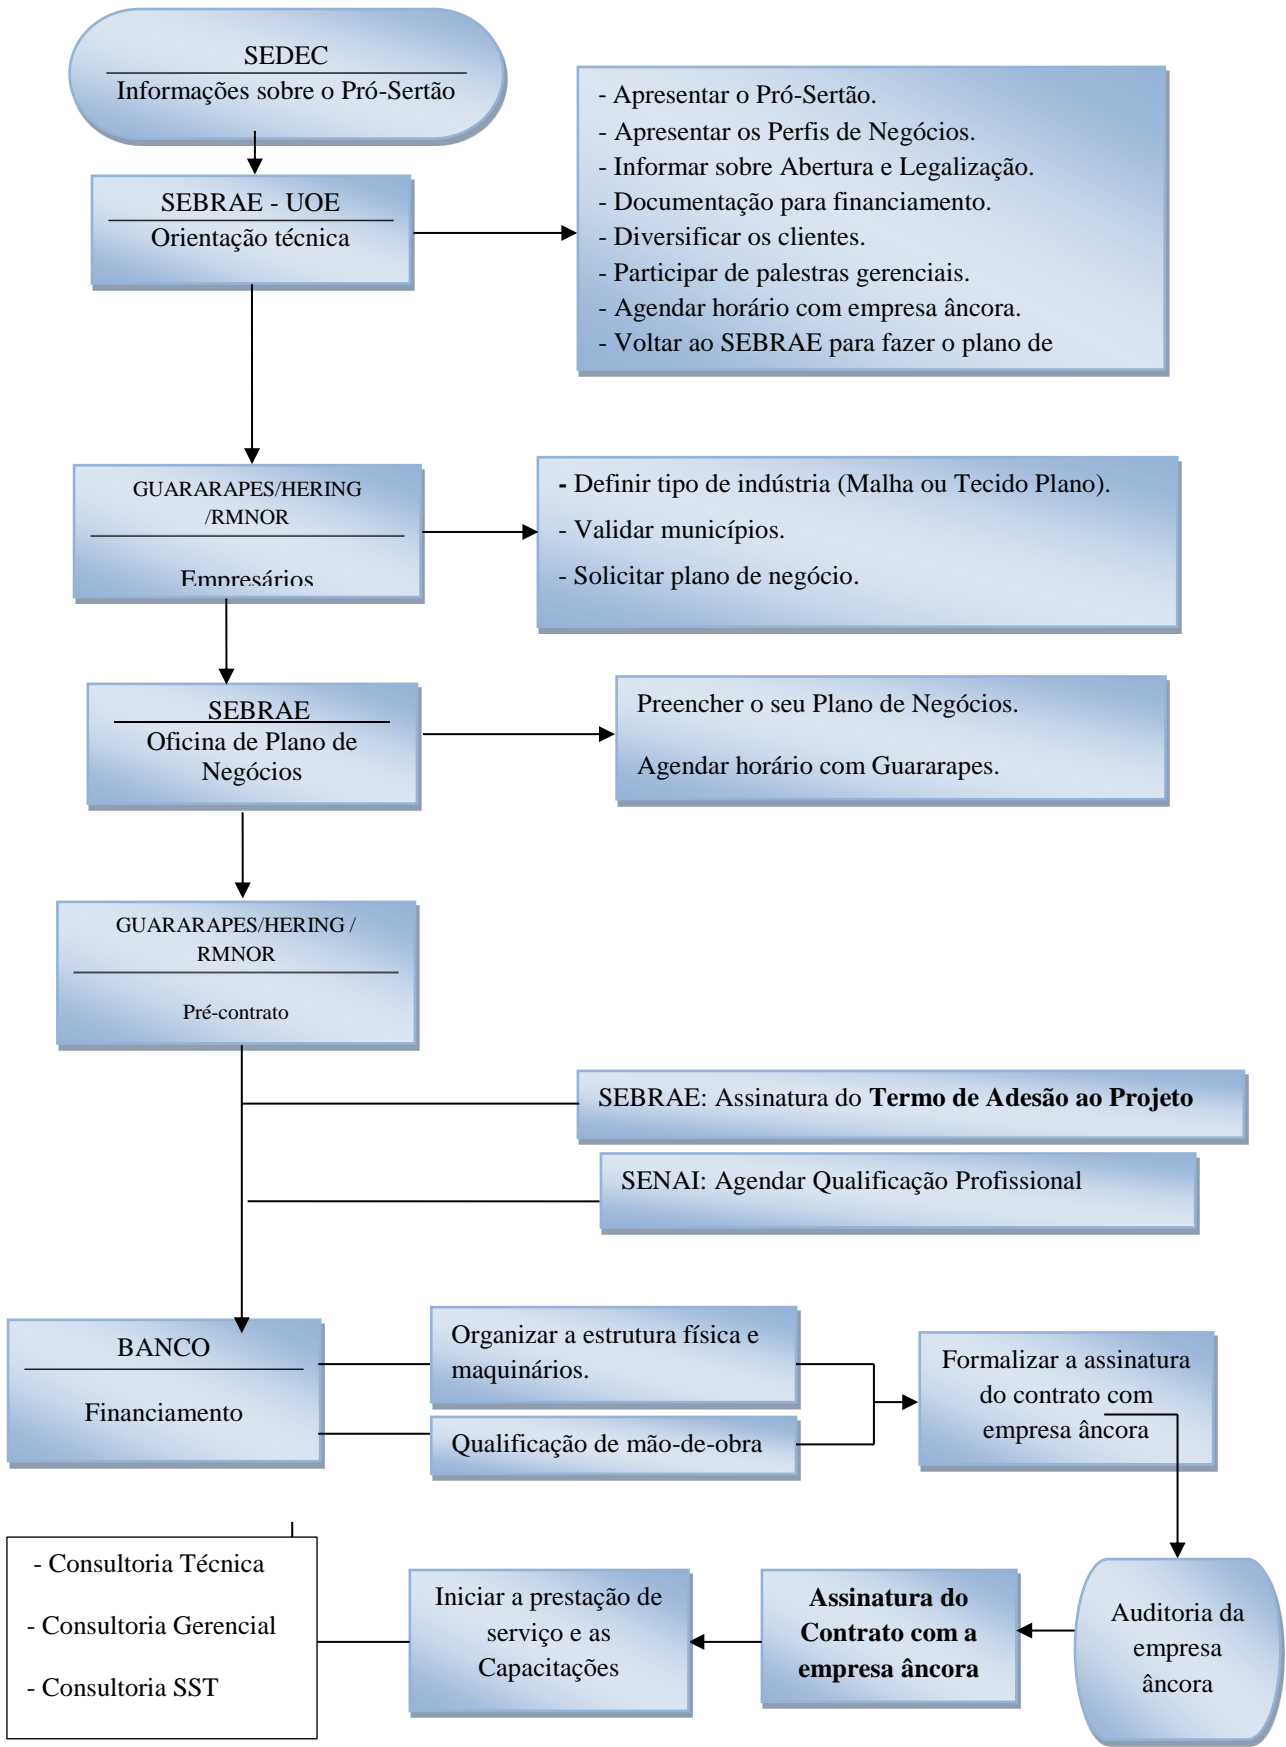 SEDEC
Informações sobre o Pró-Sertão
- Apresentar o Pró-Sertão.
- Apresentar os Perfis de Negócios.
- Informar sobre Abertura e Legalização.
- Documentação para financiamento.
- Diversificar os clientes.
- Participar de palestras gerenciais.
- Agendar horário com empresa âncora.
- Voltar ao SEBRAE para fazer o plano de
SEBRAE - UOE
Orientação técnica
GUARARAPES/HERING
/RMNOR
Empresários
- Definir tipo de indústria (Malha ou Tecido Plano).
- Validar municípios.
- Solicitar plano de negócio.
SEBRAE
Oficina de Plano de
Negócios
Preencher o seu Plano de Negócios.
Agendar horário com Guararapes.
GUARARAPES/HERING /
RMNOR
Pré-contrato
SEBRAE: Assinatura do Termo de Adesão ao Projeto
SENAI: Agendar Qualificação Profissional
BANCO
Financiamento
Organizar a estrutura física e
maquinários.
Qualificação de mão-de-obra
Formalizar a assinatura
do contrato com
empresa âncora
Auditoria da
empresa
âncora
Assinatura do
Contrato com a
empresa âncora
Iniciar a prestação de
serviço e as
Capacitações
- Consultoria Técnica
- Consultoria Gerencial
- Consultoria SST